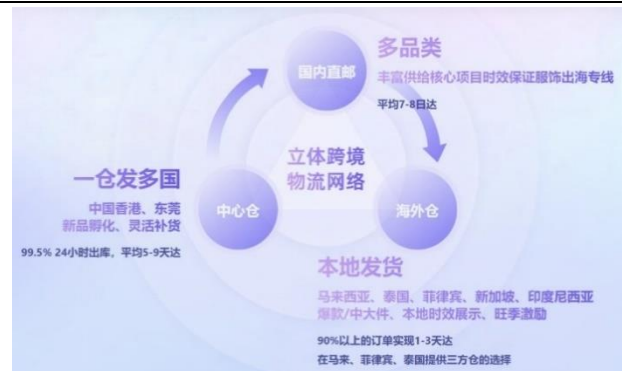 多品类
国内直邮
丰富供给核心项目时效保证服饰出海专线
平均7-8日达
立体跨境
物流网络
一仓发多国
中国香港、东莞
新品孵化、灵活补货
99.5% 24小时出库，平均5-9天达
中心仓
海外仓
本地发货
马来西亚、泰国、菲律宾、新加坡、印度尼西亚
爆款/中大件、本地时效展示、旺季激励
90%以上的订单实现1-3天达
在马来、菲律宾、泰国提供三方仓的选择